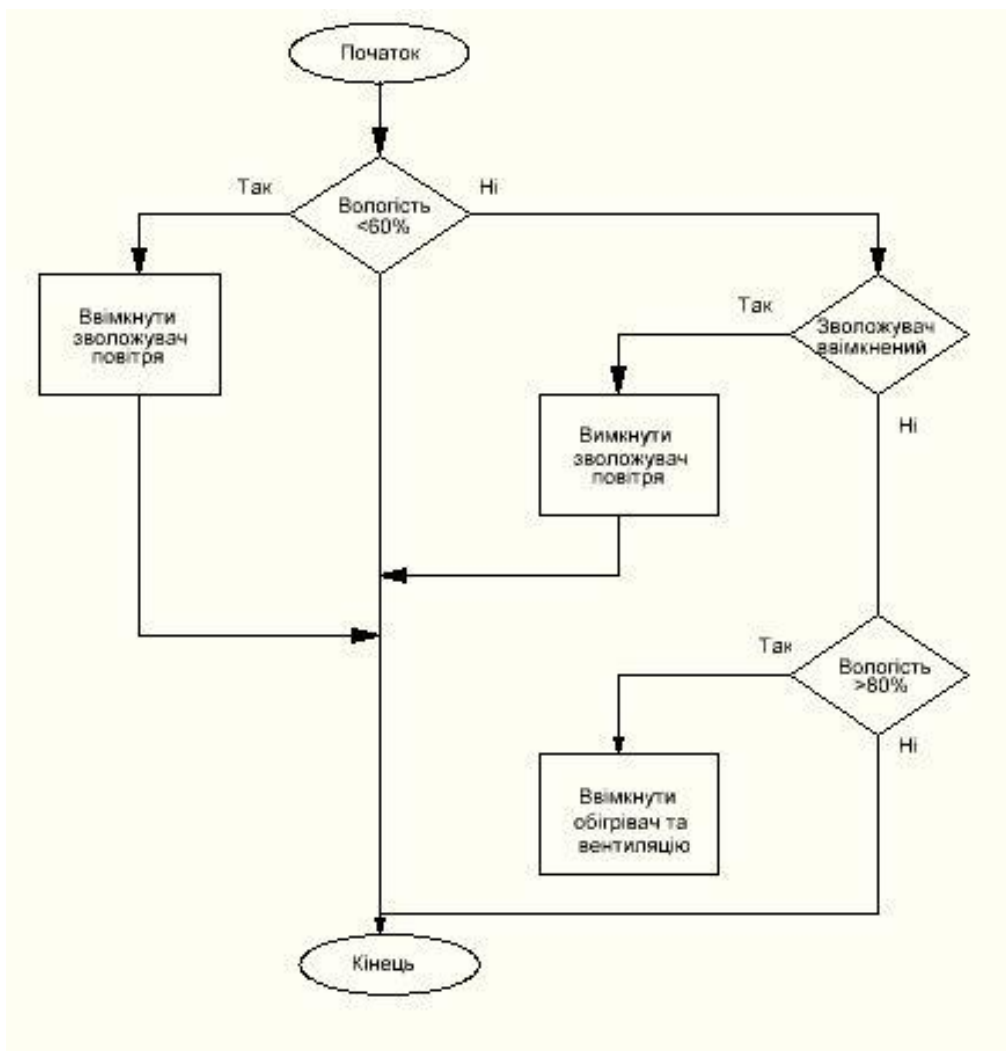 Початок
Так
Ні
Вологість
<60%
Ввімкнути
зволожувач
повітря
Так
Зволожувач
ввімкнений
Ні
Вимкнути
зволожувач
повітря
Так
Вологість
>80%
Ні
Ввімкнути
обігрівач та
вентиляцію
Кінець